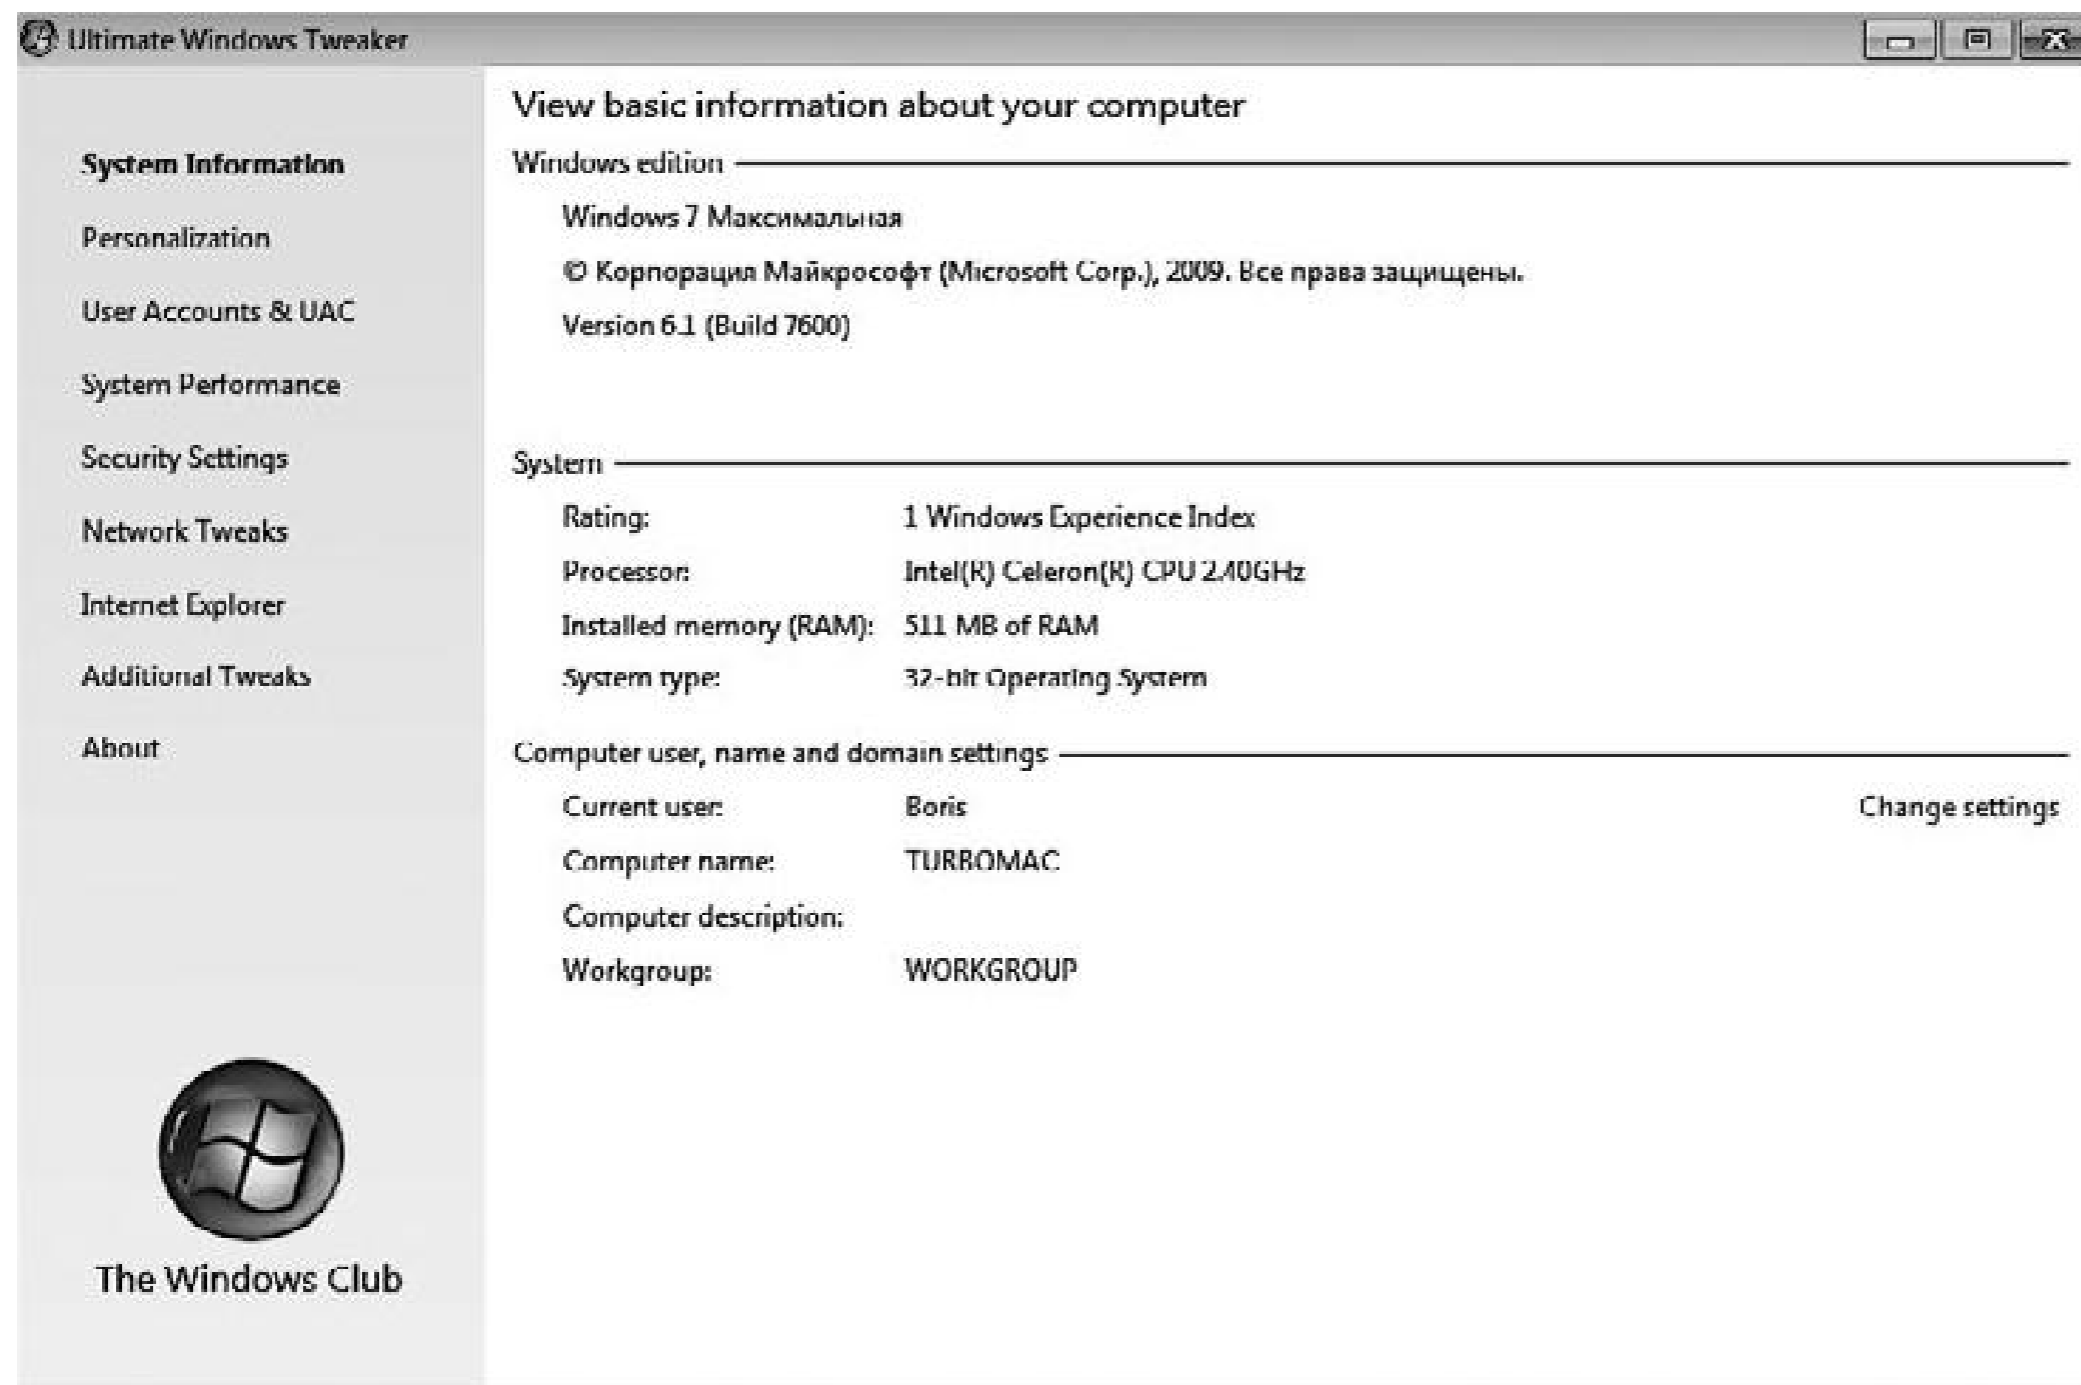 Ultimate Windows Tweaker
View basic information about your computer
System Information
Windows edition
Personalization
Windows 7 Максимальная
User Accounts & UAC
© Корпорация Майкрософт (Microsoft Corp.), 2009. Все права защищены.
Version 6.1 (Build 7600)
System Performance
Security Settings
System
Network Tweaks
Rating: 1 Windows Experience Index
Processor: Intel(R) Celeron(R) CPU 2.40GHz
Internet Explorer
Installed memory (RAM): 511 MB of RAM
Additional Tweaks
System type: 32-bit Operating System
About
Computer user, name and domain settings
Current user: Boris Change settings
Computer name: TURBOMAC
Computer description:
Workgroup: WORKGROUP
The Windows Club